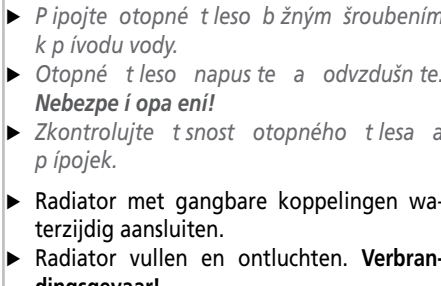 ► P ipojte otopné t leso b žným šroubením
k p ívodu vody.
► Otopné t leso napus te a odvzdušn te.
Nebezpe í opa ení!
► Zkontrolujte t snost otopného t lesa a
p ípojek.
► Radiator met gangbare koppelingen wa-
terzijdig aansluiten.
► Radiator vullen en ontluchten. Verbran-
dingsgevaar!